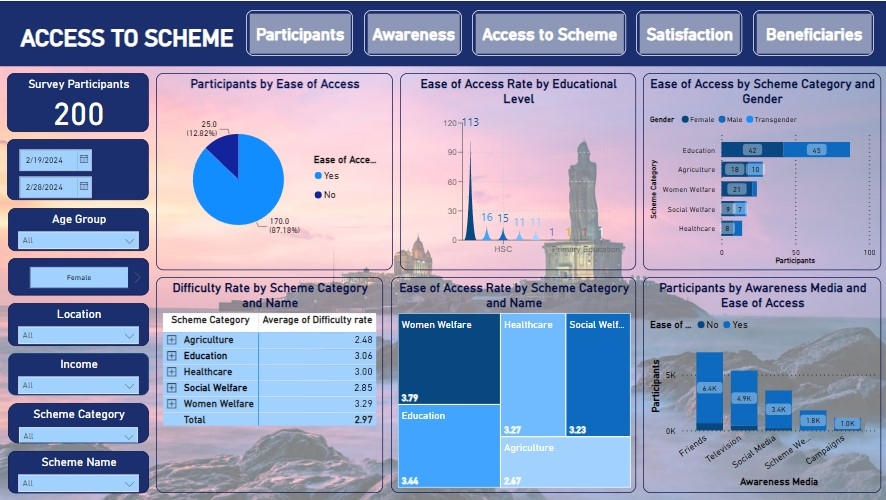 ACCESS TO SCHEME
Participants
Awareness
Access to Scheme
Satisfaction
Beneficiaries
Survey Participants
200
2/19/2024
2/28/2024
Age Group
All
Female
Location
All
Income
All
Scheme Category
All
Scheme Name
All
Participants by Ease of Access
25.0
(12.82%)
170.0
(87.18%)
Ease of Acce...
Yes
No
Ease of Access Rate by Educational
Level
120
90
60
30
0
113
16
15
11
11
1
1
1
HSC
Primary Education
Ease of Access by Scheme Category and
Gender
Gender
Female
Male
Transgender
Scheme Category
Education
42
45
Agriculture
18
10
Women Welfare
21
Social Welfare
9
7
Healthcare
8
0
50
100
Participants
Difficulty Rate by Scheme Category
and Name
Scheme Category Average of Difficulty rate
Agriculture 2.48
Education 3.06
Healthcare 3.00
Social Welfare 2.85
Women Welfare 3.29
Total 2.97
Ease of Access Rate by Scheme Category
and Name
Women Welfare
3.79
Education
3.44
Healthcare
3.27
Social Welf...
3.23
Agriculture
2.67
Participants by Awareness Media and
Ease of Access
Ease of ...
No
Yes
Participants
5K
0K
6.4K
4.9K
3.4K
1.8K
1.0K
Friends
Television
Social Media
Scheme We...
Campaigns
Awareness Media